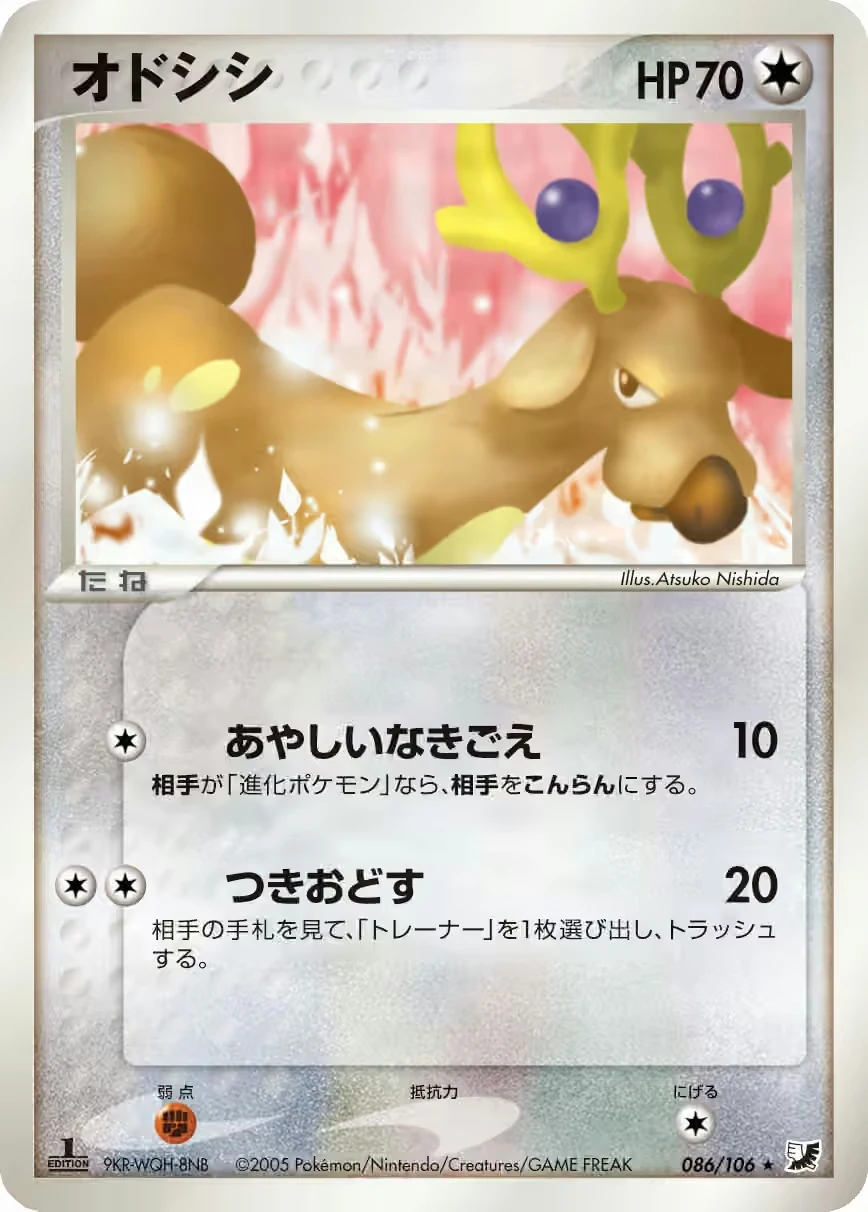 オドシシ
HP70
たね
Illus.Atsuko Nishida
あやしいなきごえ 10
相手が「進化ポケモン」なら、相手をこんらんにする。
つきおどす 20
相手の手札を見て、「トレーナー」を1枚選び出し、トラッシュ
する。
弱点 抵抗力 にげる
1 EDITION 9KR-WQH-8NB ©2005 Pokémon/Nintendo/Creatures/GAME FREAK 086/106 ★